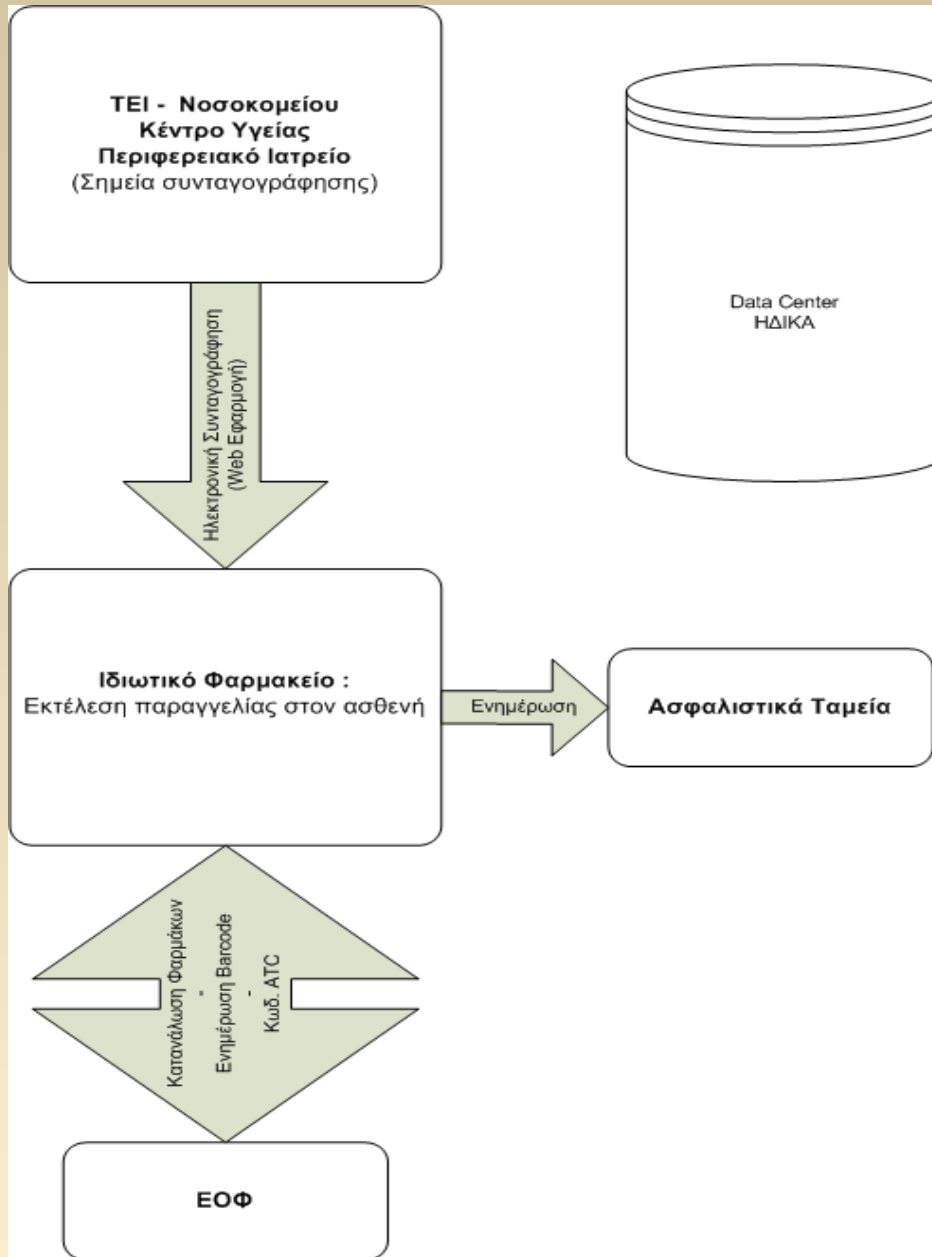 ΤΕΙ - Νοσοκομείου
Κέντρο Υγείας
Περιφερειακό Ιατρείο
(Σημεία συνταγογράφησης)
Data Center
ΗΔΙΚΑ
Ηλεκτρονική Συνταγογράφηση
(Web Εφαρμογή)
Ιδιωτικό Φαρμακείο :
Εκτέλεση παραγγελίας στον ασθενή
Ενημέρωση
Ασφαλιστικά Ταμεία
Κατανάλωση Φαρμάκων
-
Ενημέρωση Barcode
-
Κωδ. ATC
ΕΟΦ